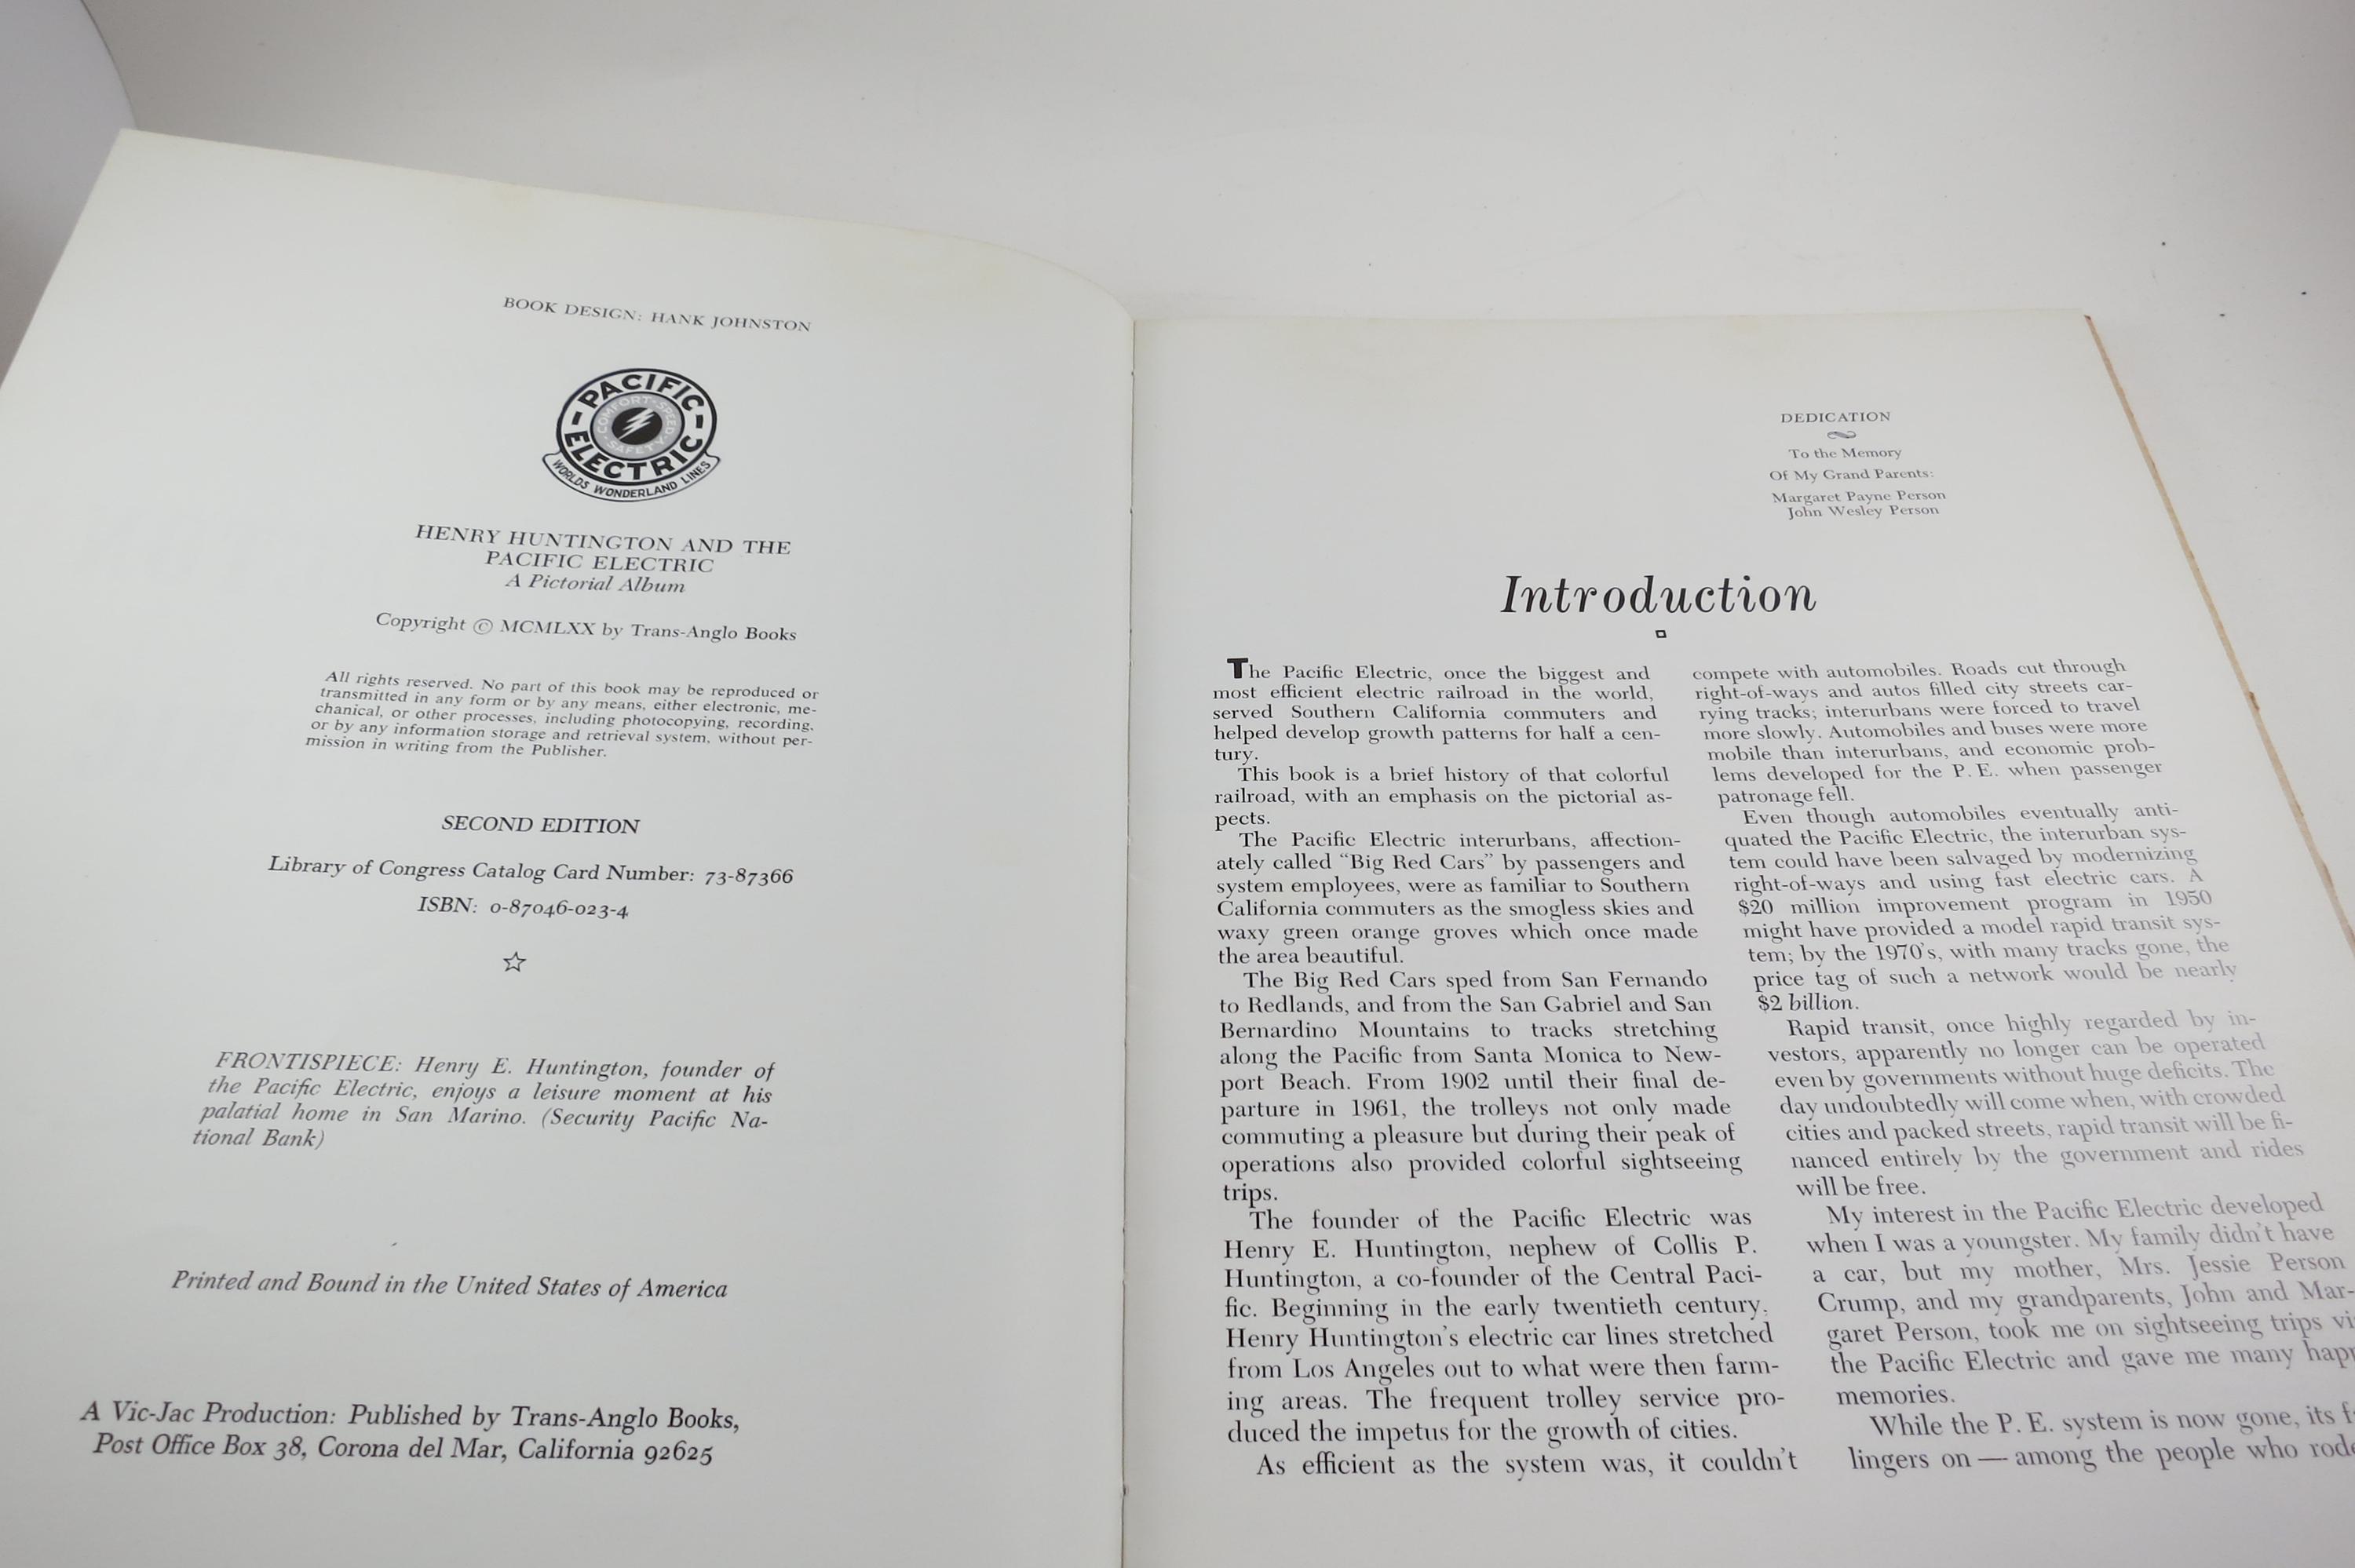 BOOK DESIGN: HANK JOHNSTON
PACIFIC
ELECTRIC
COMFORT · SPEED
· SAFETY ·
WORLDS WONDERLAND LINES
HENRY HUNTINGTON AND THE
PACIFIC ELECTRIC
A Pictorial Album
Copyright © MCMLXX by Trans-Anglo Books
All rights reserved. No part of this book may be reproduced or
transmitted in any form or by any means, either electronic, me-
chanical, or other processes, including photocopying, recording,
or by any information storage and retrieval system, without per-
mission in writing from the Publisher.
SECOND EDITION
Library of Congress Catalog Card Number: 73-87366
ISBN: 0-87046-023-4
FRONTISPIECE: Henry E. Huntington, founder of
the Pacific Electric, enjoys a leisure moment at his
palatial home in San Marino. (Security Pacific Na-
tional Bank)
Printed and Bound in the United States of America
A Vic-Jac Production: Published by Trans-Anglo Books,
Post Office Box 38, Corona del Mar, California 92625
DEDICATION
To the Memory
Of My Grand Parents:
Margaret Payne Person
John Wesley Person
Introduction
The Pacific Electric, once the biggest and
most efficient electric railroad in the world,
served Southern California commuters and
helped develop growth patterns for half a cen-
tury.
This book is a brief history of that colorful
railroad, with an emphasis on the pictorial as-
pects.
The Pacific Electric interurbans, affection-
ately called “Big Red Cars” by passengers and
system employees, were as familiar to Southern
California commuters as the smogless skies and
waxy green orange groves which once made
the area beautiful.
The Big Red Cars sped from San Fernando
to Redlands, and from the San Gabriel and San
Bernardino Mountains to tracks stretching
along the Pacific from Santa Monica to New-
port Beach. From 1902 until their final de-
parture in 1961, the trolleys not only made
commuting a pleasure but during their peak of
operations also provided colorful sightseeing
trips.
The founder of the Pacific Electric was
Henry E. Huntington, nephew of Collis P.
Huntington, a co-founder of the Central Paci-
fic. Beginning in the early twentieth century,
Henry Huntington's electric car lines stretched
from Los Angeles out to what were then farm-
ing areas. The frequent trolley service pro-
duced the impetus for the growth of cities.
As efficient as the system was, it couldn't
compete with automobiles. Roads cut through
right-of-ways and autos filled city streets car-
rying tracks; interurbans were forced to travel
more slowly. Automobiles and buses were more
mobile than interurbans, and economic prob-
lems developed for the P. E. when passenger
patronage fell.
Even though automobiles eventually anti-
quated the Pacific Electric, the interurban sys-
tem could have been salvaged by modernizing
right-of-ways and using fast electric cars. A
$20 million improvement program in 1950
might have provided a model rapid transit sys-
tem; by the 1970's, with many tracks gone, the
price tag of such a network would be nearly
$2 billion.
Rapid transit, once highly regarded by in-
vestors, apparently no longer can be operated
even by governments without huge deficits. The
day undoubtedly will come when, with crowded
cities and packed streets, rapid transit will be fi-
nanced entirely by the government and rides
will be free.
My interest in the Pacific Electric developed
when I was a youngster. My family didn't have
a car, but my mother, Mrs. Jessie Person
Crump, and my grandparents, John and Mar-
garet Person, took me on sightseeing trips
the Pacific Electric and gave me many
memories.
While the P. E. system is now gone, its
lingers on — among the people who